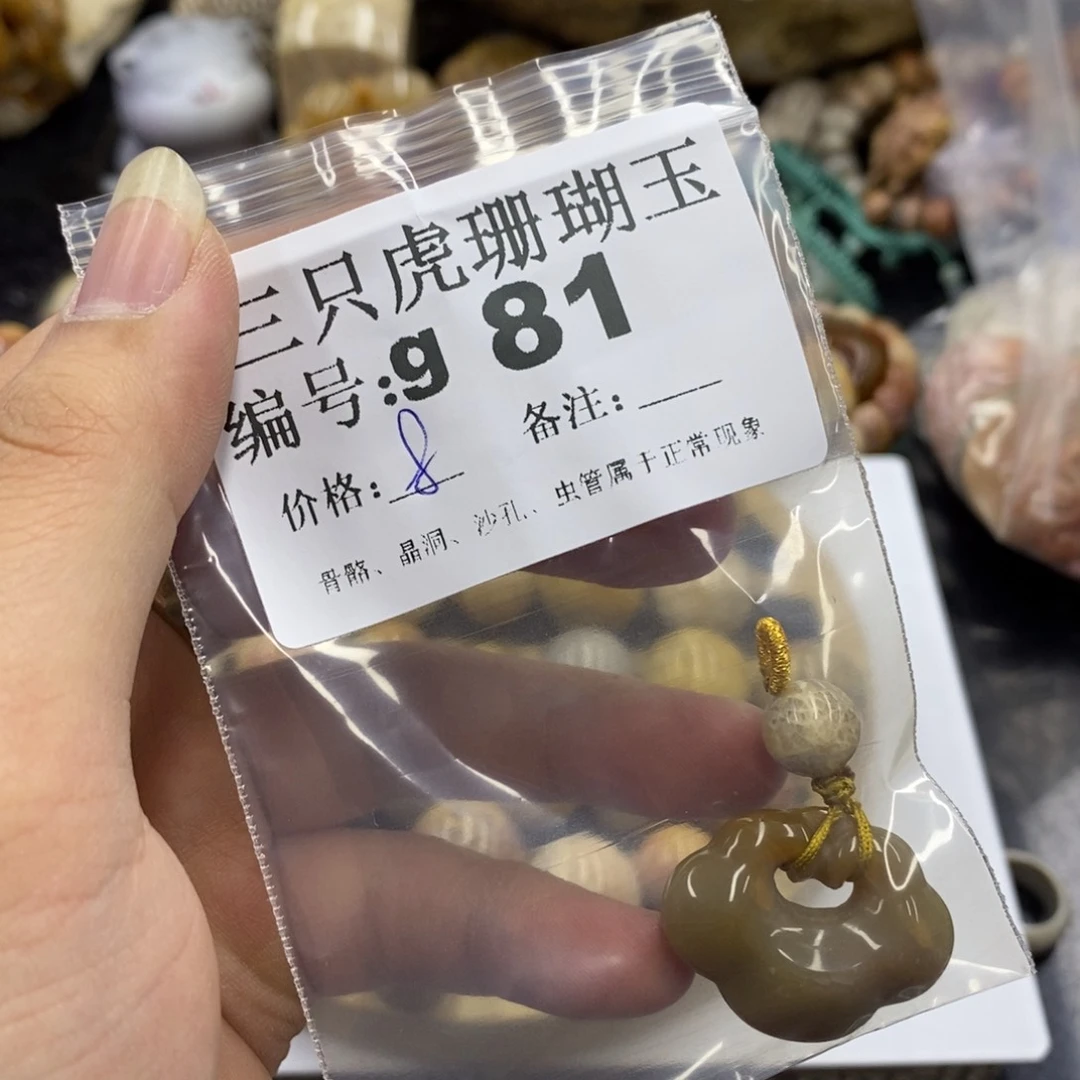 三只虎珊瑚玉
编号:g 81
价格: 8 备注:
骨骼、晶洞、沙孔、虫管属于正常现象